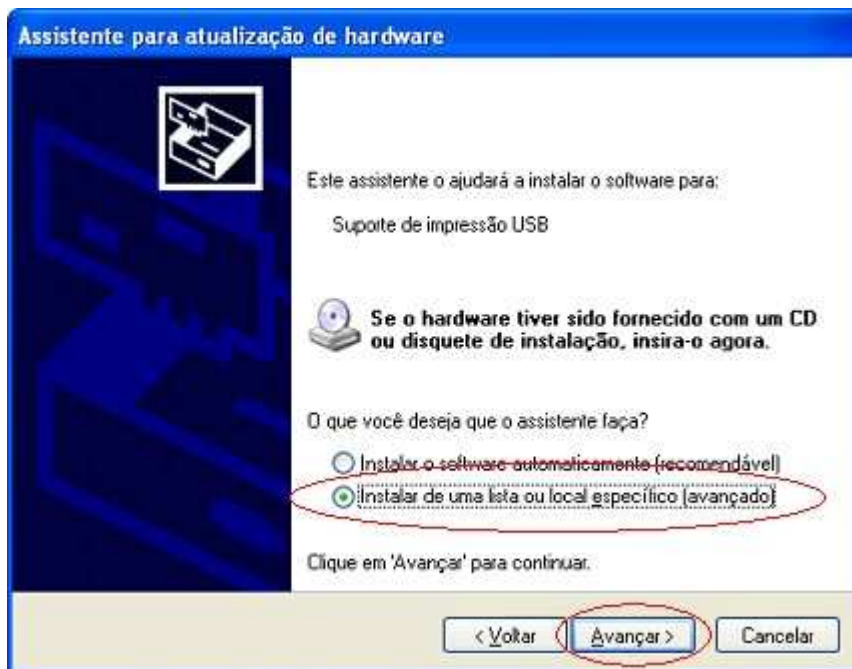 Assistente para atualização de hardware
Este assistente o ajudará a instalar o software para:
Suporte de impressão USB
Se o hardware tiver sido fornecido com um CD
ou disquete de instalação, insira-o agora.
O que você deseja que o assistente faça?
Instalar o software automaticamente (recomendável)
Instalar de uma lista ou local específico (avançado)
Clique em 'Avançar' para continuar.
< Voltar Avançar > Cancelar